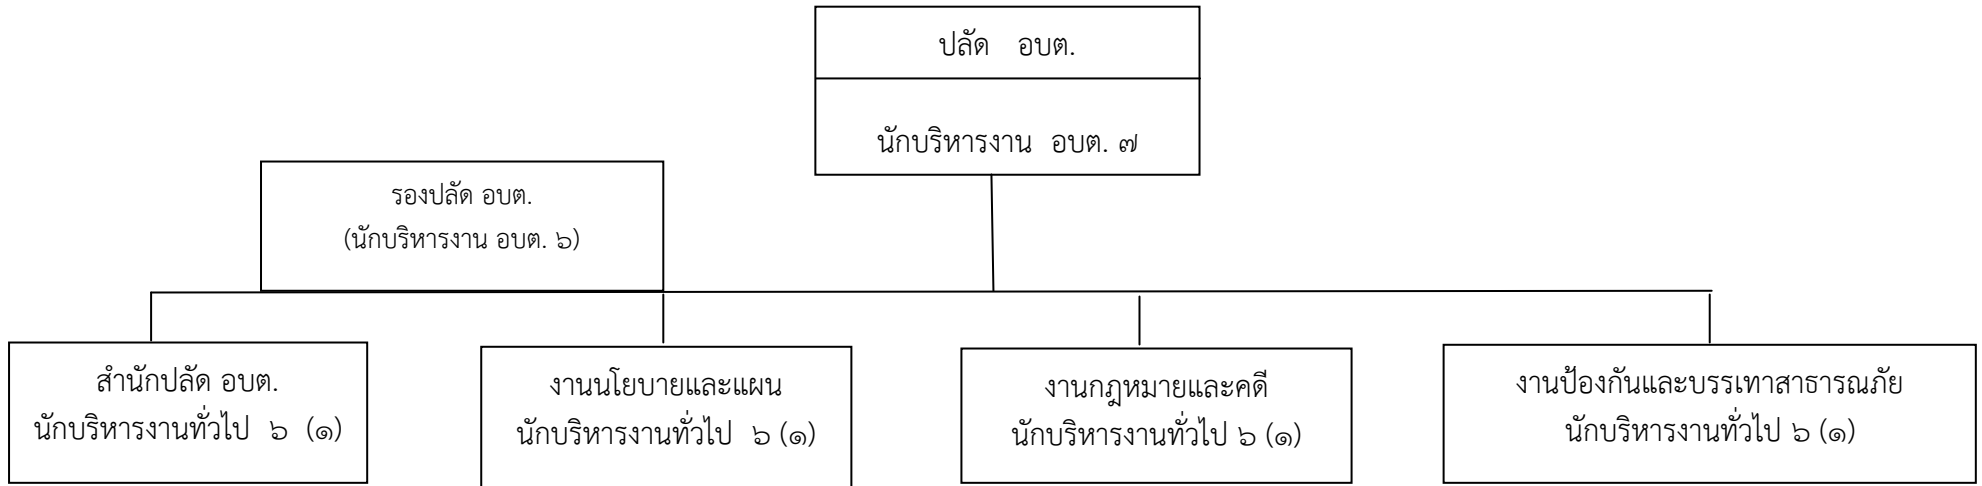 ปลัด อบต.
นักบริหารงาน อบต. ๗
รองปลัด อบต.
(นักบริหารงาน อบต. ๖)
สำนักปลัด อบต.
นักบริหารงานทั่วไป ๖ (๑)
งานนโยบายและแผน
นักบริหารงานทั่วไป ๖ (๑)
งานกฎหมายและคดี
นักบริหารงานทั่วไป ๖ (๑)
งานป้องกันและบรรเทาสาธารณภัย
นักบริหารงานทั่วไป ๖ (๑)